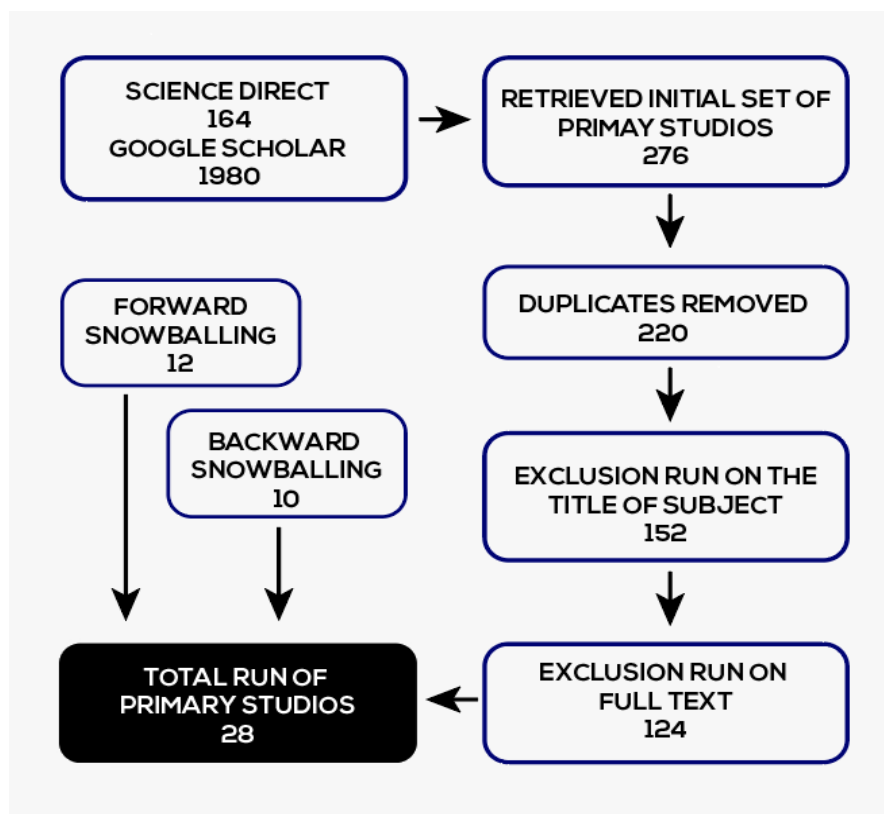 SCIENCE DIRECT
164
GOOGLE SCHOLAR
1980
RETRIEVED INITIAL SET OF
PRIMAY STUDIOS
276
DUPLICATES REMOVED
220
FORWARD
SNOWBALLING
12
BACKWARD
SNOWBALLING
10
EXCLUSION RUN ON THE
TITLE OF SUBJECT
152
EXCLUSION RUN ON
FULL TEXT
124
TOTAL RUN OF
PRIMARY STUDIOS
28